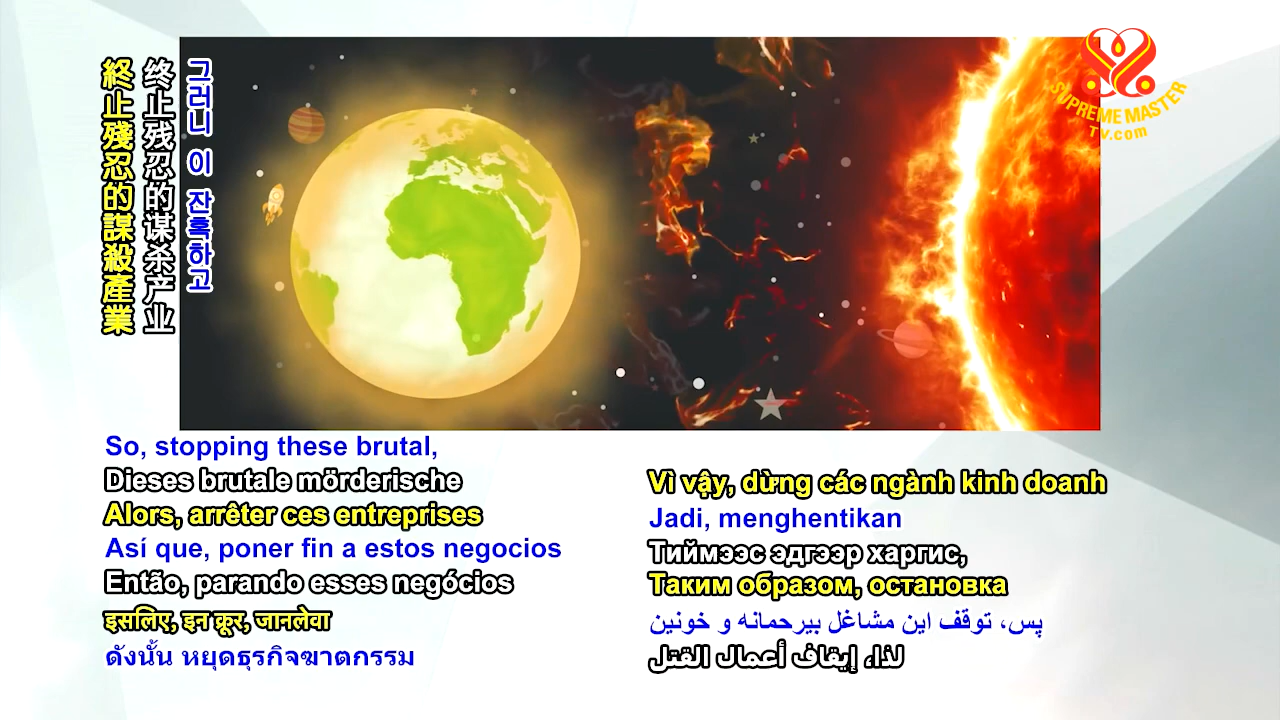 終止殘忍的謀殺產業
终止残忍的谋杀产业
그러니 이 잔혹하고
SUPREME MASTER
TV.com
So, stopping these brutal,
Dieses brutale mörderische
Alors, arrêter ces entreprises
Así que, poner fin a estos negocios
Então, parando esses negócios
इसलिए, इन क्रूर, जानलेवा
ดังนั้น หยุดธุรกิจฆาตกรรม
Vì vậy, dừng các ngành kinh doanh
Jadi, menghentikan
Тиймээс эдгээр харгис,
Таким образом, остановка
پس، توقف این مشاغل بیرحمانه و خونین
لذا، إيقاف أعمال القتل